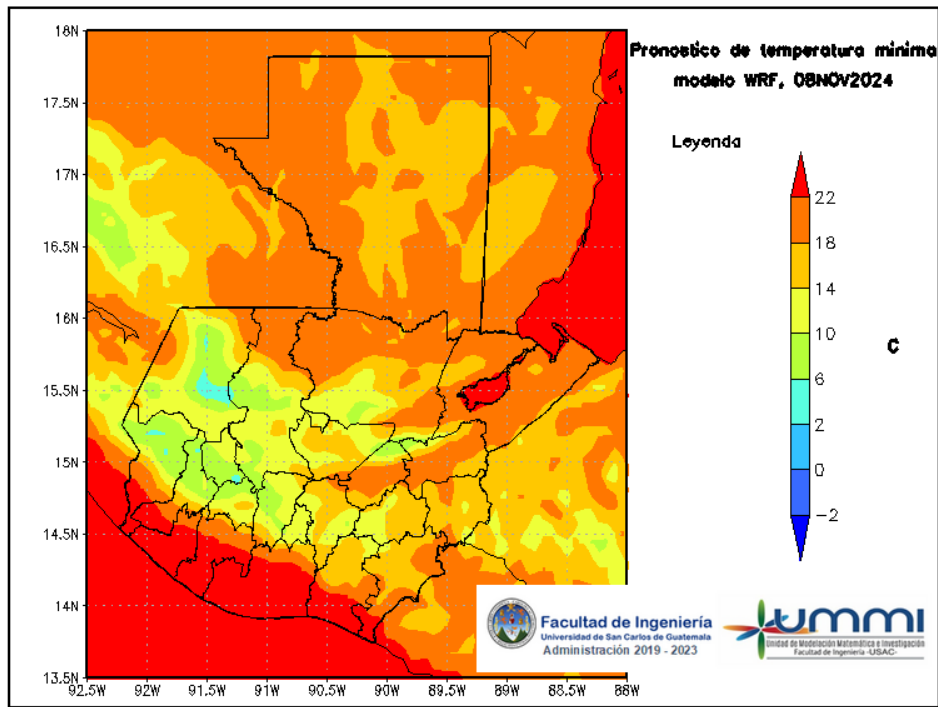 Pronostico de temperatura minima
modelo WRF, 08NOV2024
Leyenda
22
18
14
10
6
2
0
−2
C
18N
17.5N
17N
16.5N
16N
15.5N
15N
14.5N
14N
13.5N
92.5W 92W 91.5W 91W 90.5W 90W 89.5W 89W 88.5W 88W
Facultad de Ingeniería
Universidad de San Carlos de Guatemala
Administración 2019 - 2023
ummi
Unidad de Modelación Matemática e Investigación
Facultad de Ingeniería -USAC-